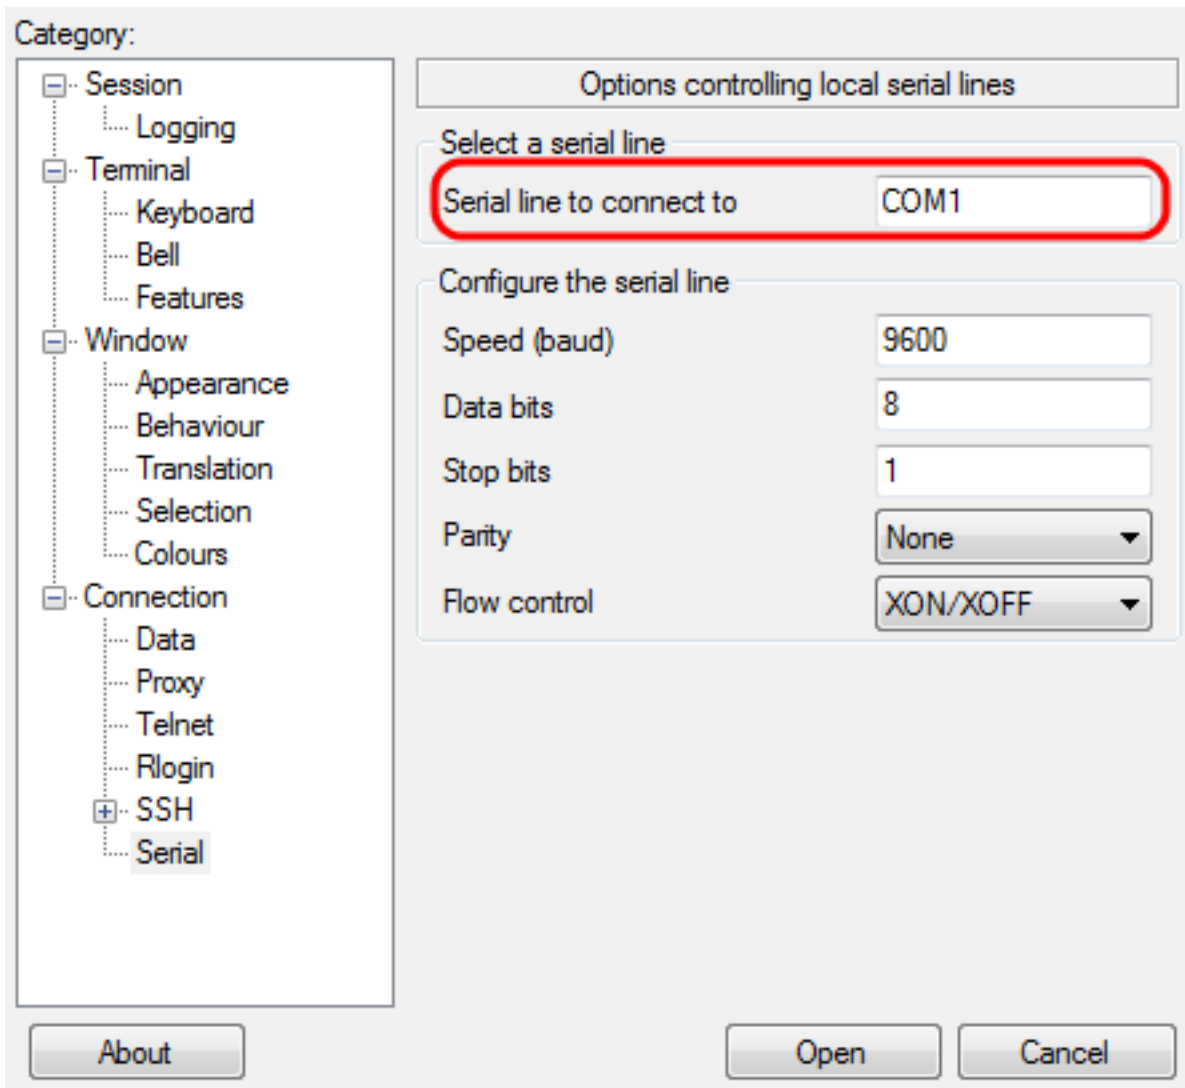 Category:
Session
Logging
Terminal
Keyboard
Bell
Features
Window
Appearance
Behaviour
Translation
Selection
Colours
Connection
Data
Proxy
Telnet
Rlogin
SSH
Serial
Options controlling local serial lines
Select a serial line
Serial line to connect to COM1
Configure the serial line
Speed (baud) 9600
Data bits 8
Stop bits 1
Parity None
Flow control XON/XOFF
About Open Cancel